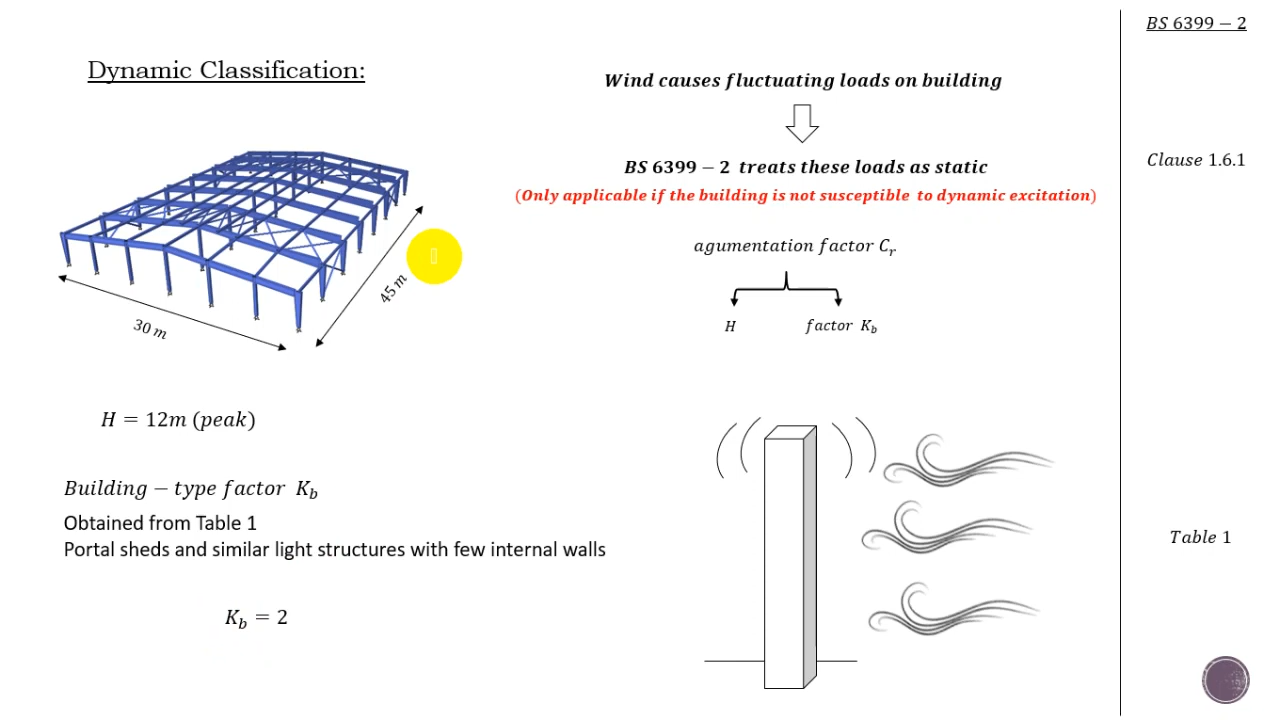 Dynamic Classification:
30 m
45 m
H = 12m (peak)
Building − type factor K_b
Obtained from Table 1
Portal sheds and similar light structures with few internal walls
K_b = 2
Wind causes fluctuating loads on building
BS 6399 − 2 treats these loads as static
(Only applicable if the building is not susceptible to dynamic excitation)
agumentation factor C_r
H
factor K_b
BS 6399 − 2
Clause 1.6.1
Table 1